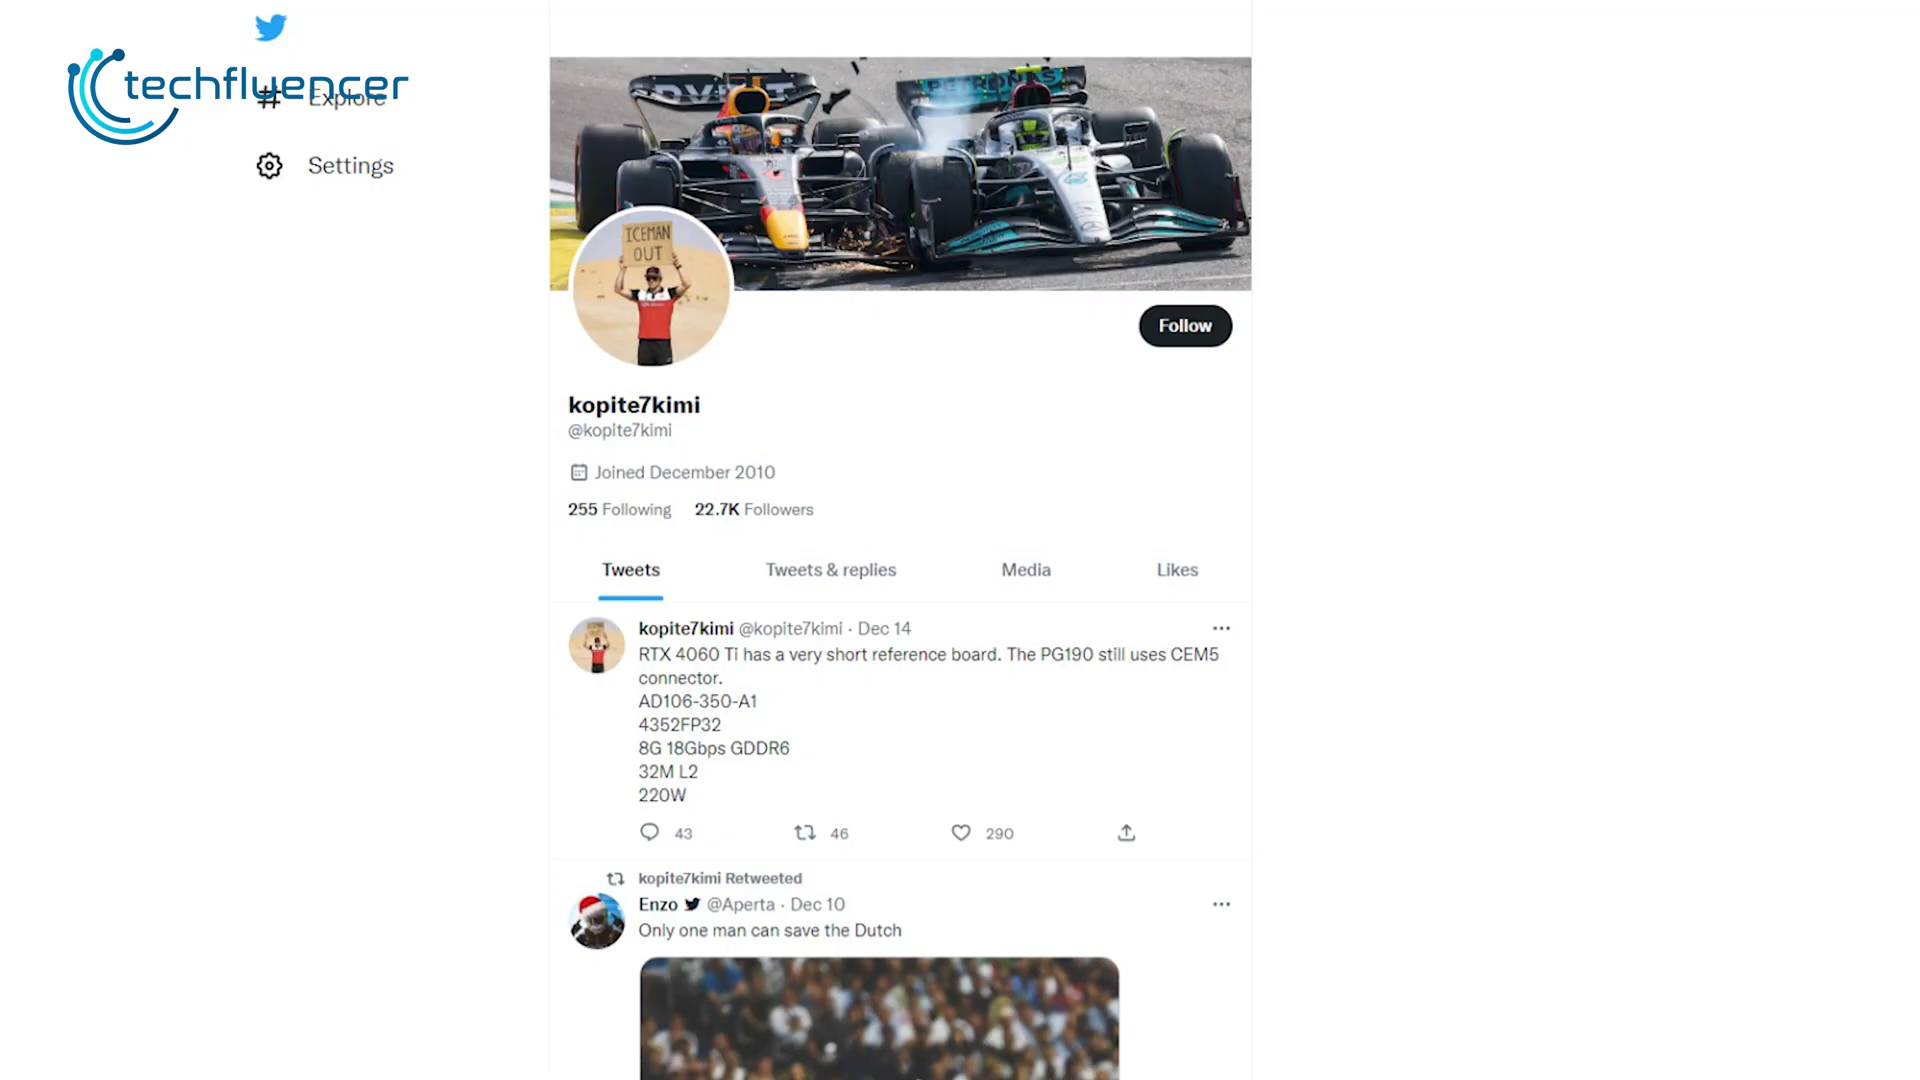 techfluencer
Explore
Settings
PETRONAS
ICEMAN
OUT
Follow
kopite7kimi
@kopite7kimi
Joined December 2010
255 Following 22.7K Followers
Tweets Tweets & replies Media Likes
kopite7kimi @kopite7kimi · Dec 14
RTX 4060 Ti has a very short reference board. The PG190 still uses CEM5
connector.
AD106-350-A1
4352FP32
8G 18Gbps GDDR6
32M L2
220W
43 46 290
kopite7kimi Retweeted
Enzo @Aperta · Dec 10
Only one man can save the Dutch